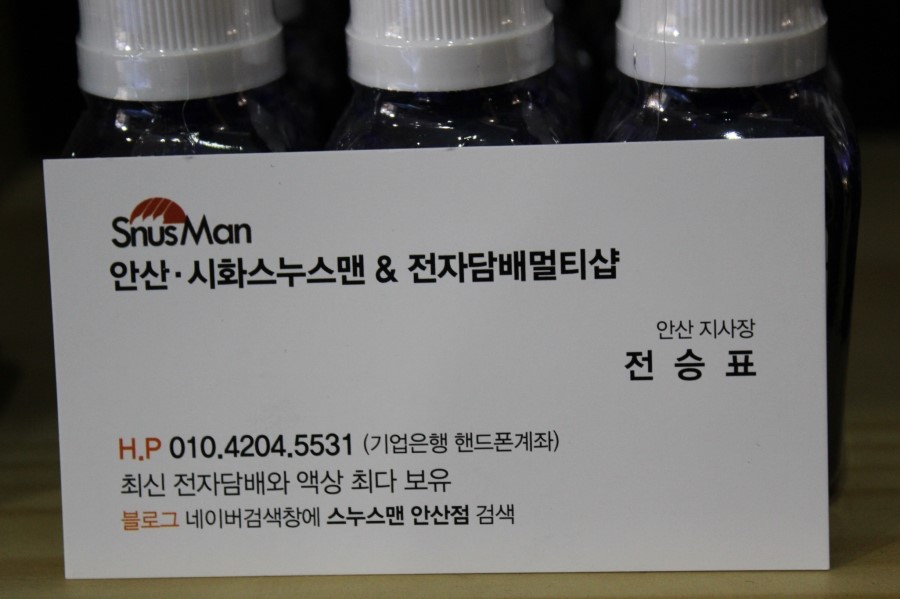 SnusMan
안산·시화스누스맨 & 전자담배멀티샵
안산 지사장
전 승 표
H.P 010.4204.5531 (기업은행 핸드폰계좌)
최신 전자담배와 액상 최다 보유
블로그 네이버검색창에 스누스맨 안산점 검색